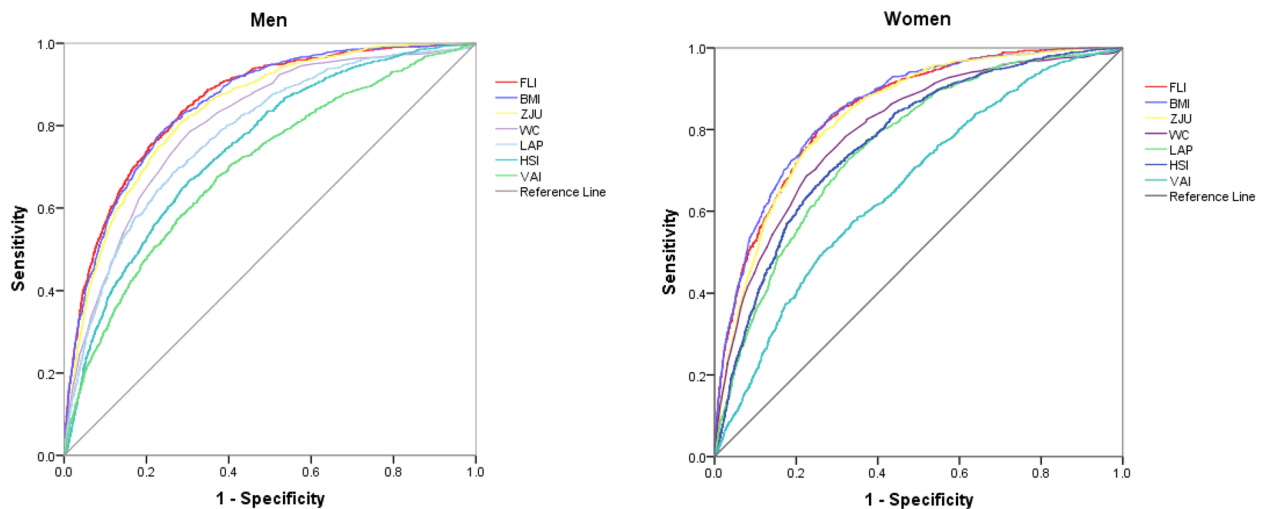 Men
1.0
0.8
0.6
0.4
0.2
0.0
0.0 0.2 0.4 0.6 0.8 1.0
Sensitivity
1 - Specificity
FLI
BMI
ZJU
WC
LAP
HSI
VAI
Reference Line
Women
1.0
0.8
0.6
0.4
0.2
0.0
0.0 0.2 0.4 0.6 0.8 1.0
Sensitivity
1 - Specificity
FLI
BMI
ZJU
WC
LAP
HSI
VAI
Reference Line